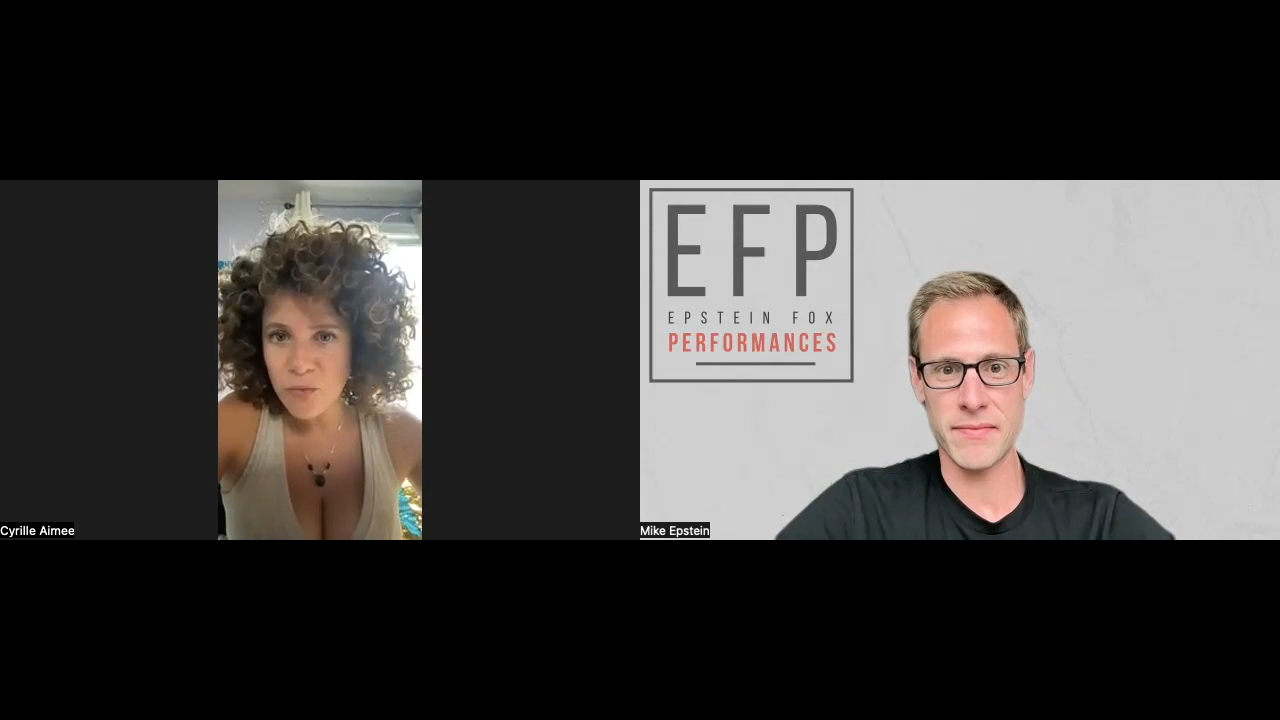 EFP
EPSTEIN FOX
PERFORMANCES
Cyrille Aimee
Mike Epstein